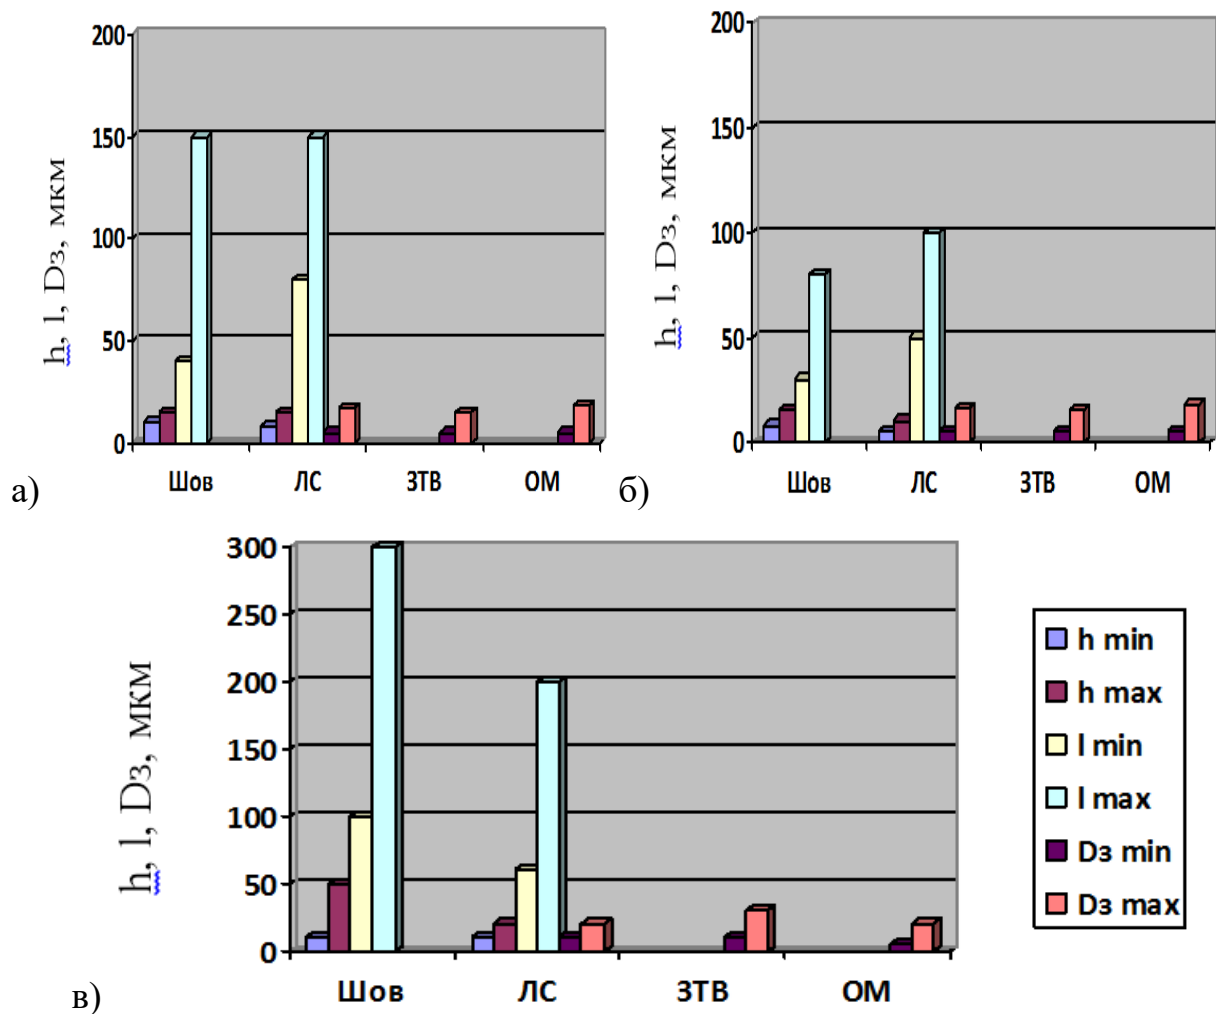 200
150
100
50
0
h, l, Dз, мкм
Шов ЛС ЗТВ ОМ
а)
200
150
100
50
0
h, l, Dз, мкм
Шов ЛС ЗТВ ОМ
б)
300
250
200
150
100
50
0
h, l, Dз, мкм
Шов ЛС ЗТВ ОМ
в)
h min
h max
l min
l max
Dз min
Dз max